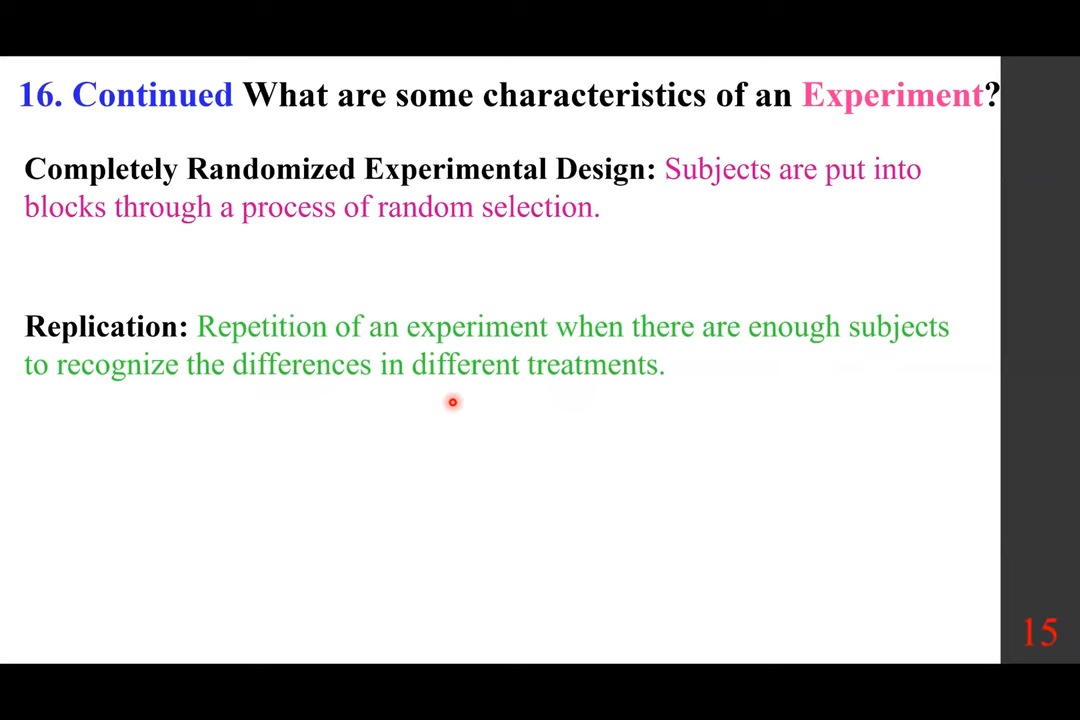 16. Continued What are some characteristics of an Experiment?
Completely Randomized Experimental Design: Subjects are put into
blocks through a process of random selection.
Replication: Repetition of an experiment when there are enough subjects
to recognize the differences in different treatments.
15